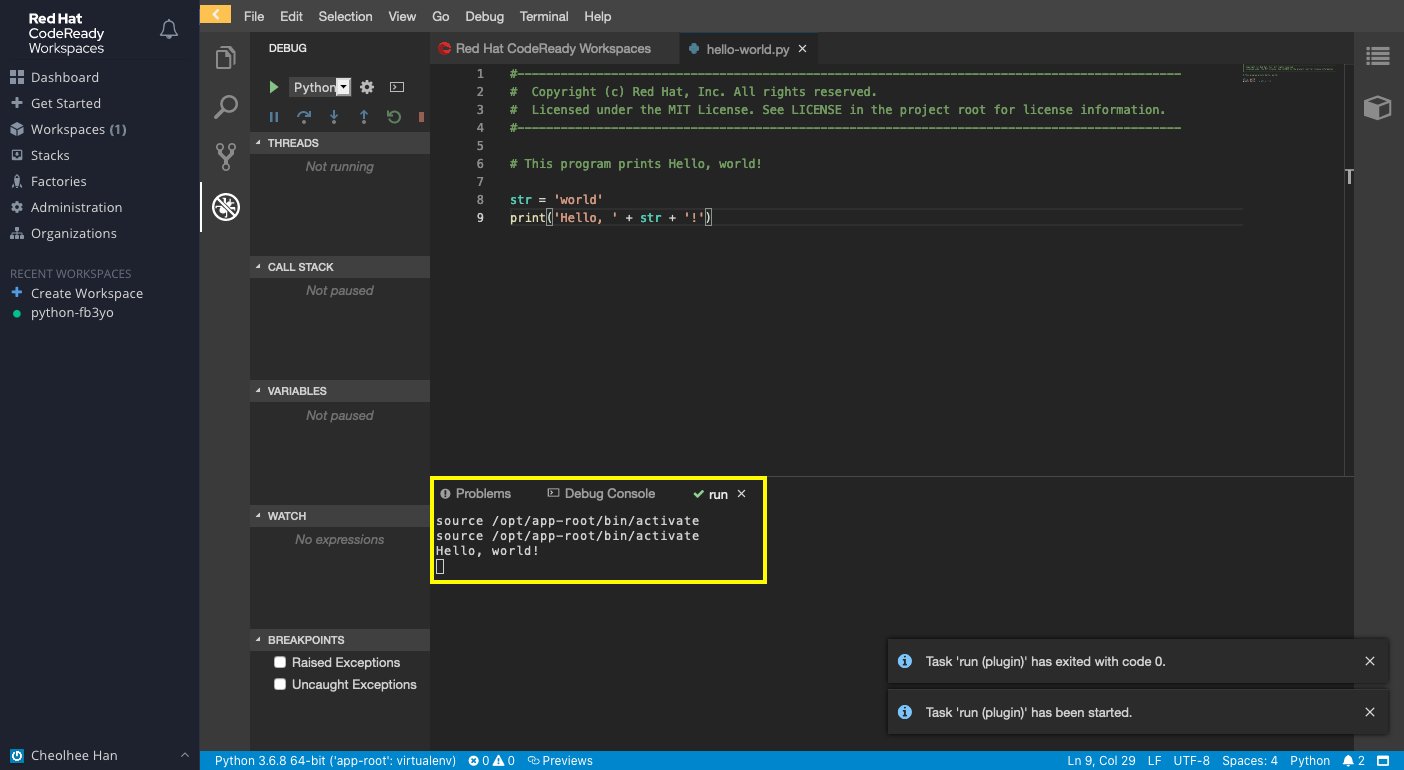 Red Hat
CodeReady
Workspaces
Dashboard
Get Started
Workspaces (1)
Stacks
Factories
Administration
Organizations
RECENT WORKSPACES
Create Workspace
python-fb3yo
Cheolhee Han
File Edit Selection View Go Debug Terminal Help
DEBUG
Python
THREADS
Not running
CALL STACK
Not paused
VARIABLES
Not paused
WATCH
No expressions
BREAKPOINTS
Raised Exceptions
Uncaught Exceptions
Red Hat CodeReady Workspaces hello-world.py
1 #--------------------------------------------------------------------------------------------
2 #  Copyright (c) Red Hat, Inc. All rights reserved.
3 #  Licensed under the MIT License. See LICENSE in the project root for license information.
4 #--------------------------------------------------------------------------------------------
5
6 # This program prints Hello, world!
7
8 str = 'world'
9 print('Hello, ' + str + '!')
Problems Debug Console run
source /opt/app-root/bin/activate
source /opt/app-root/bin/activate
Hello, world!
Task 'run (plugin)' has exited with code 0.
Task 'run (plugin)' has been started.
Python 3.6.8 64-bit ('app-root': virtualenv) 0 0 Previews Ln 9, Col 29 LF UTF-8 Spaces: 4 Python 2